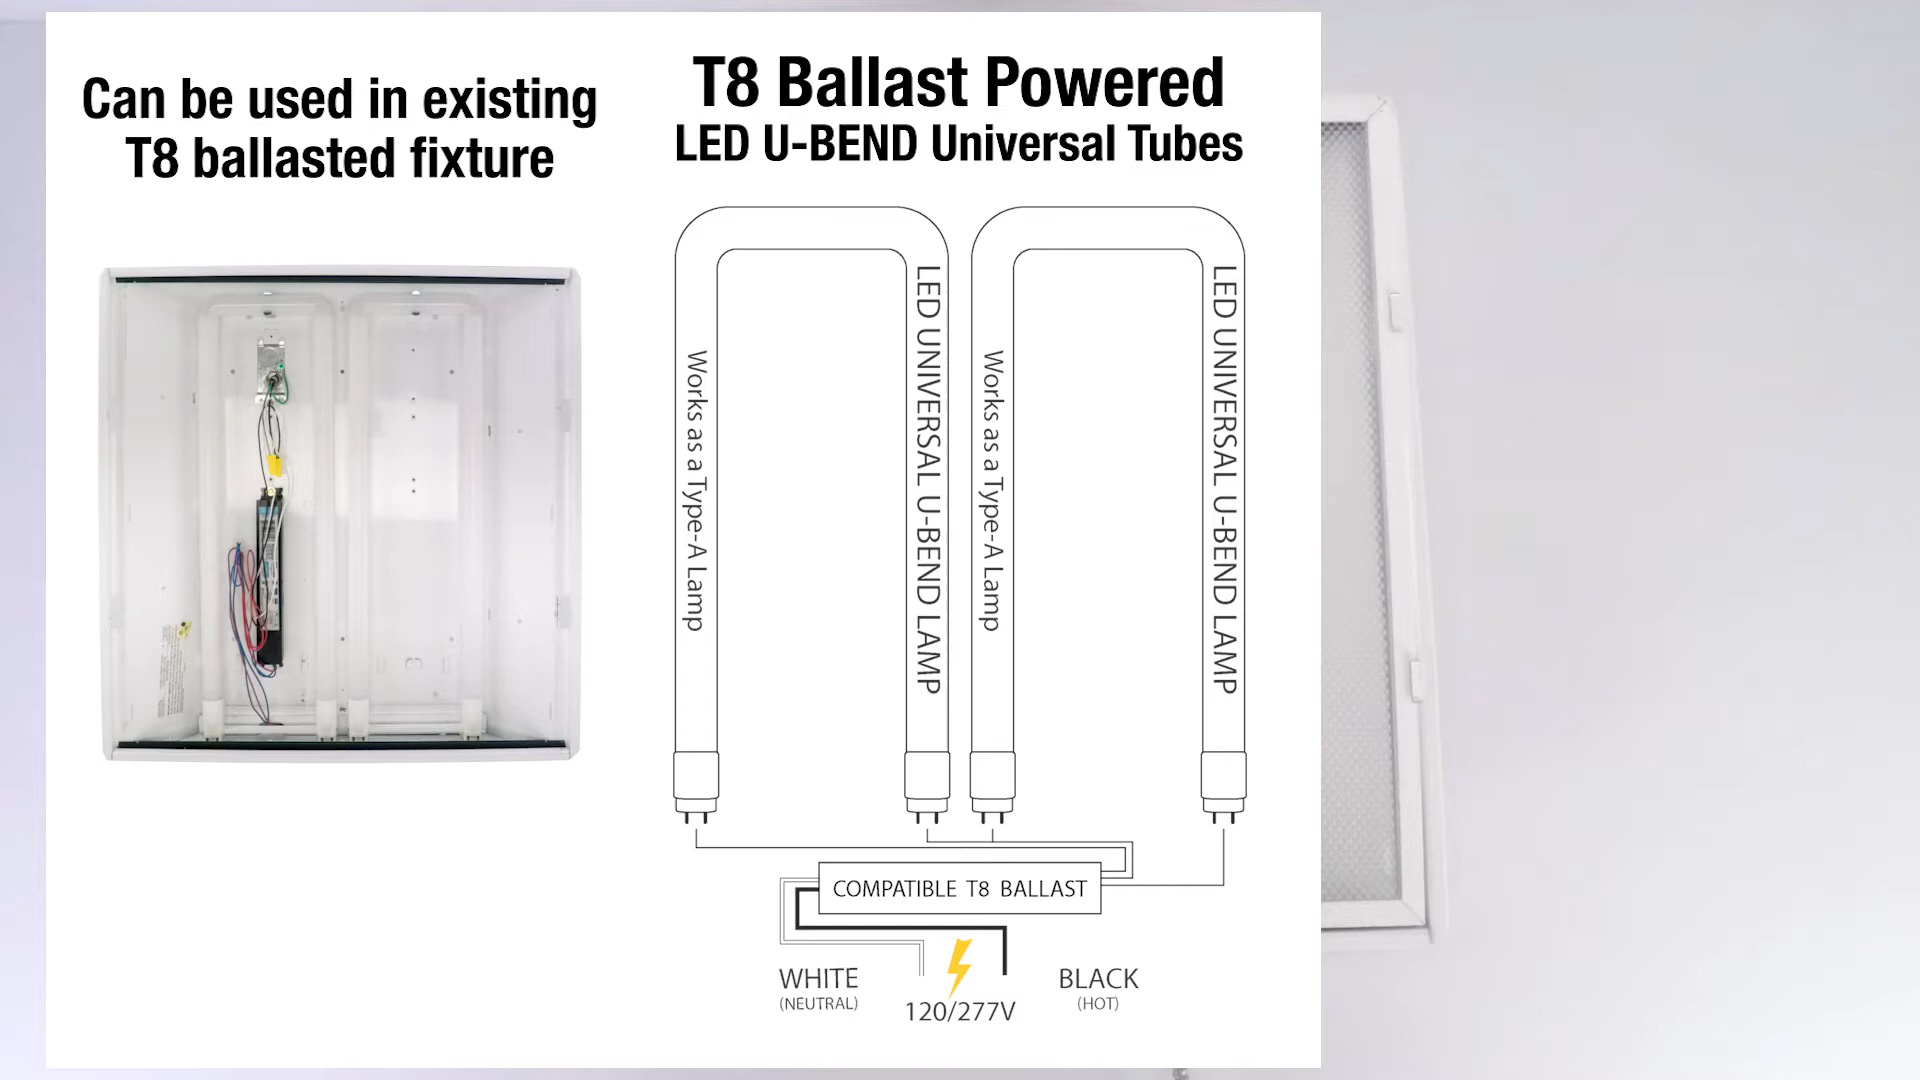 Can be used in existing
T8 ballasted fixture
T8 Ballast Powered
LED U-BEND Universal Tubes
Works as a Type-A Lamp
LED UNIVERSAL U-BEND LAMP
Works as a Type-A Lamp
LED UNIVERSAL U-BEND LAMP
COMPATIBLE T8 BALLAST
WHITE
(NEUTRAL)
120/277V
BLACK
(HOT)